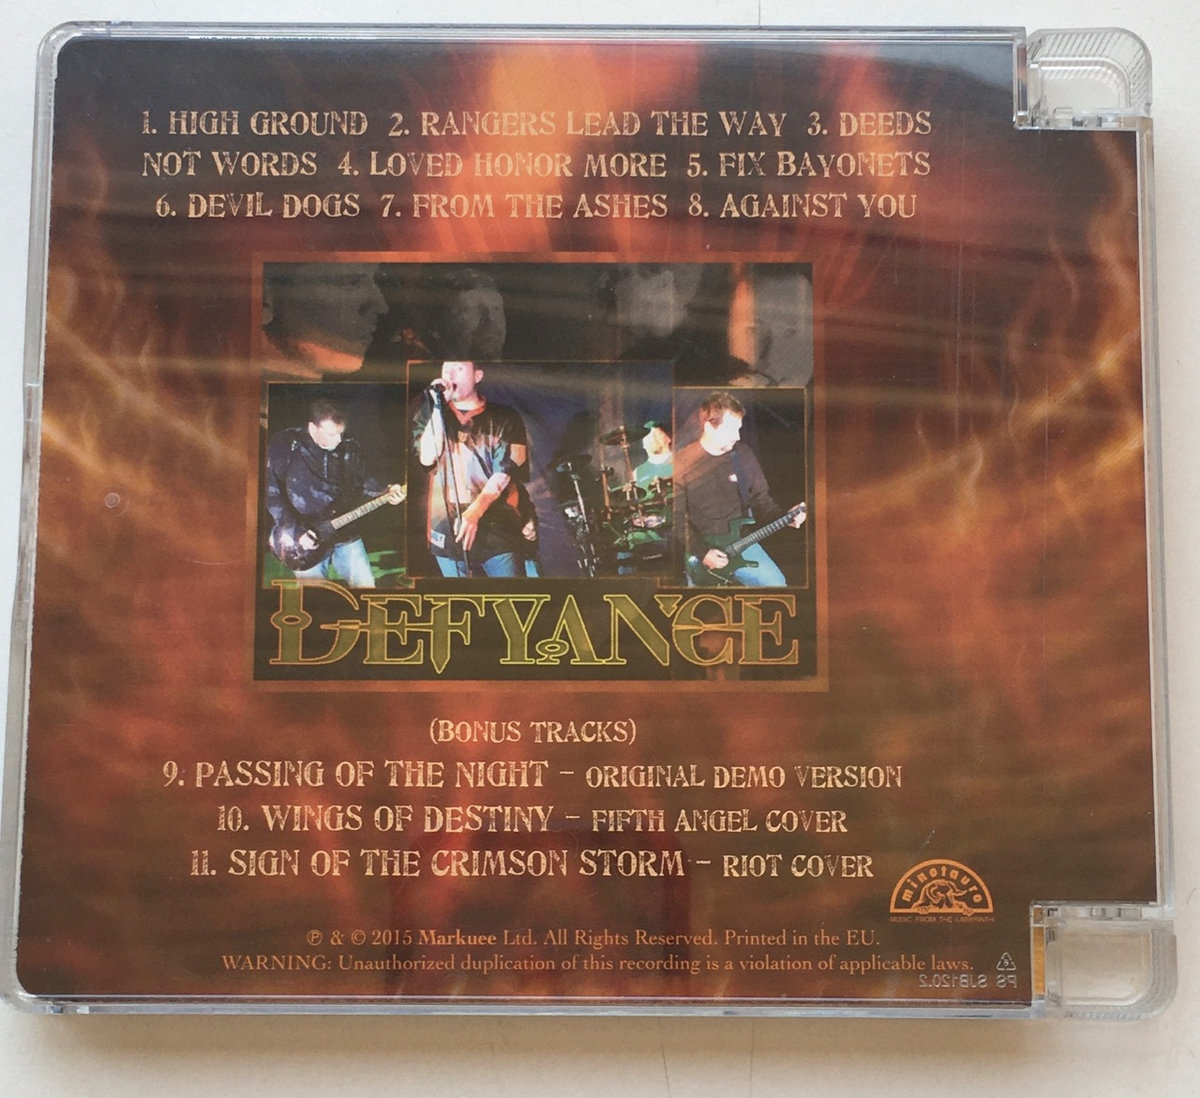 1. HIGH GROUND 2. RANGERS LEAD THE WAY 3. DEEDS
NOT WORDS 4. LOVED HONOR MORE 5. FIX BAYONETS
6. DEVIL DOGS 7. FROM THE ASHES 8. AGAINST YOU
DEFYANCE
(BONUS TRACKS)
9. PASSING OF THE NIGHT – ORIGINAL DEMO VERSION
10. WINGS OF DESTINY – FIFTH ANGEL COVER
11. SIGN OF THE CRIMSON STORM – RIOT COVER
minotauro
MUSIC FROM THE LABYRINTH
℗ & © 2015 Markuee Ltd. All Rights Reserved. Printed in the EU.
WARNING: Unauthorized duplication of this recording is a violation of applicable laws.
PS SJB120.2